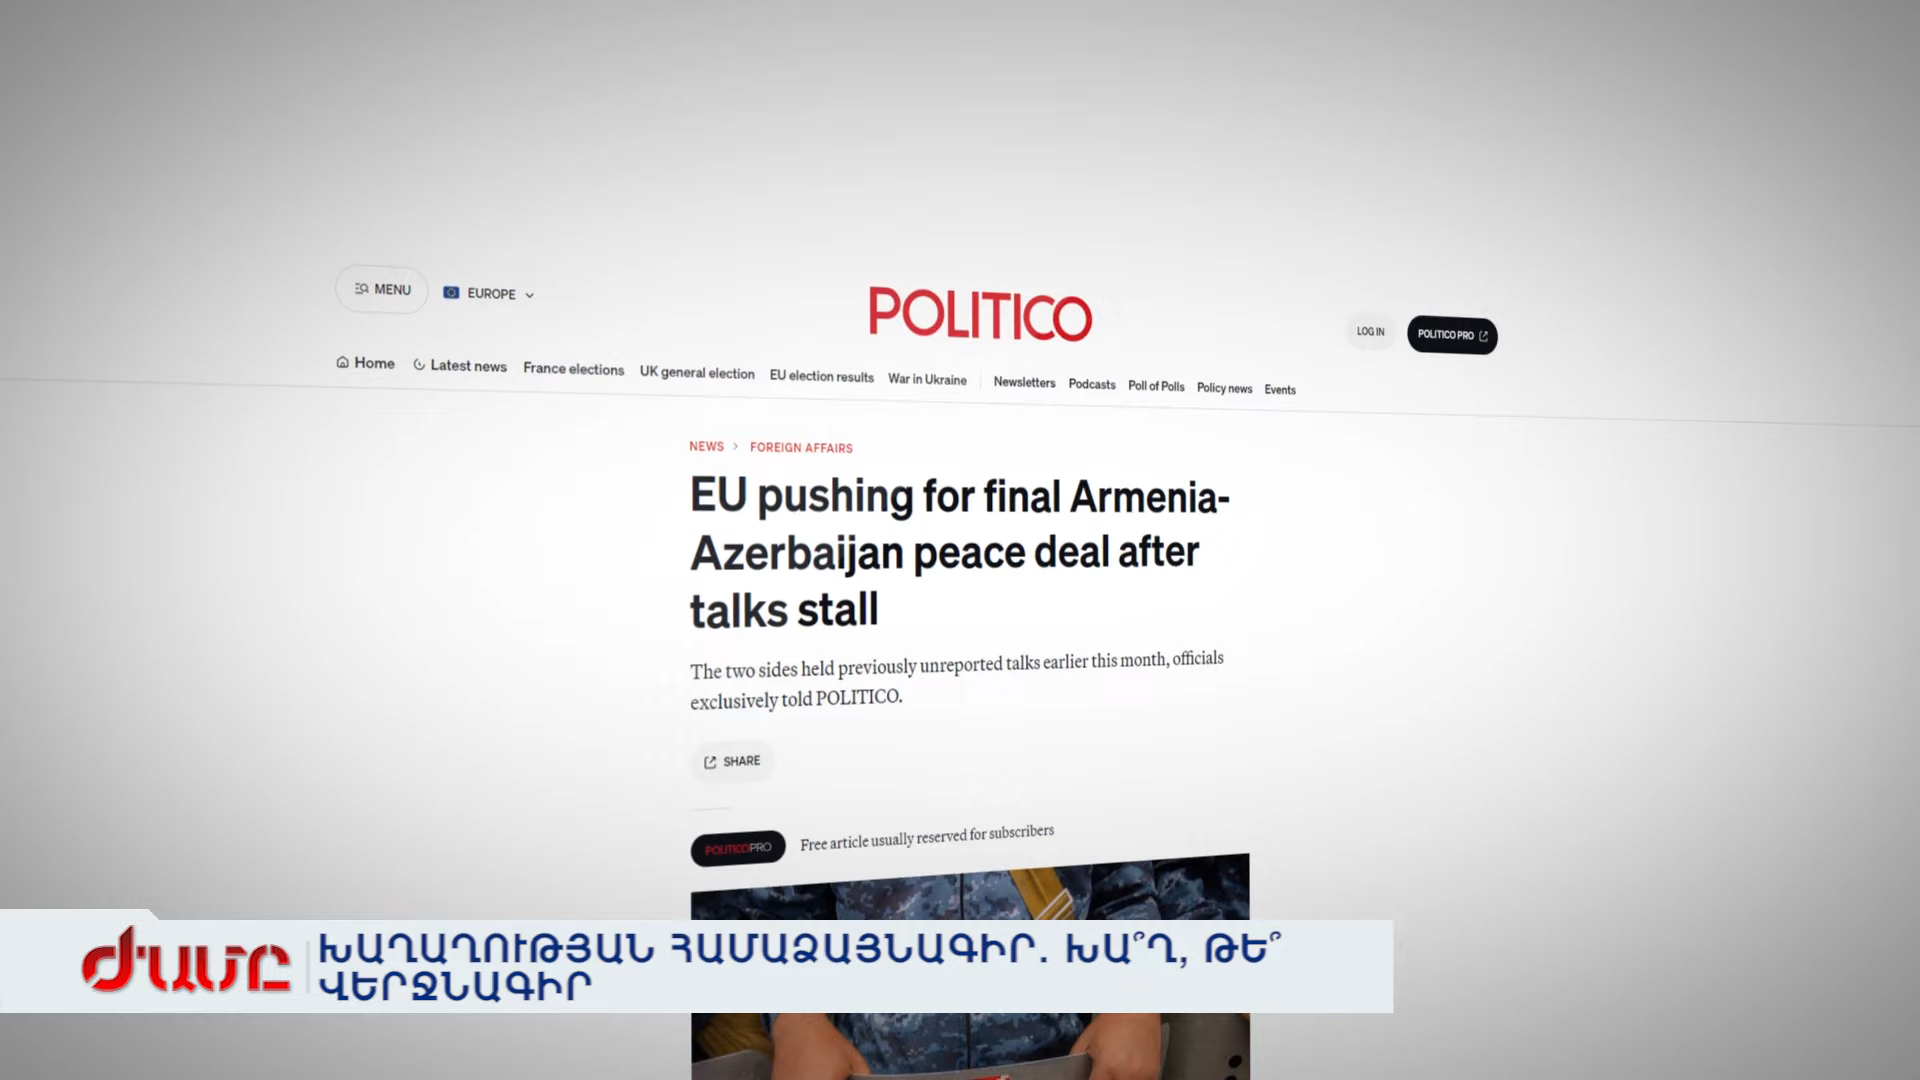 MENU
EUROPE
POLITICO
LOG IN
POLITICO PRO
Home
Latest news
France elections
UK general election
EU election results
War in Ukraine
Newsletters
Podcasts
Poll of Polls
Policy news
Events
NEWS > FOREIGN AFFAIRS
EU pushing for final Armenia-
Azerbaijan peace deal after
talks stall
The two sides held previously unreported talks earlier this month, officials
exclusively told POLITICO.
SHARE
POLITICOPRO
Free article usually reserved for subscribers
ԺԱՄԸ
ԽԱՂԱՂՈՒԹՅԱՆ ՀԱՄԱՁԱՅՆԱԳԻՐ. ԽԱ՞Ղ, ԹԵ՞
ՎԵՐՋՆԱԳԻՐ